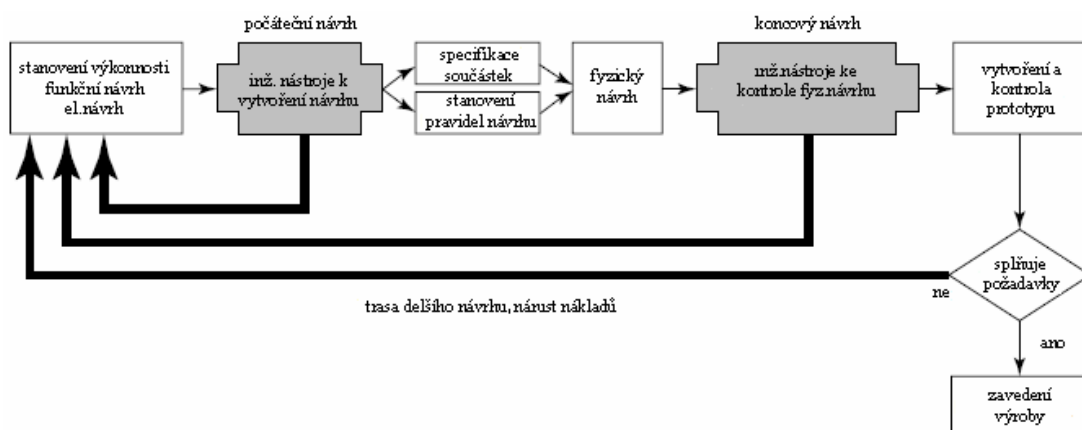 počáteční návrh
koncový návrh
stanovení výkonnosti
funkční návrh
el.návrh
inž. nástroje k
vytvoření návrhu
specifikace
součástek
stanovení
pravidel návrhu
fyzický
návrh
inž.nástroje ke
kontrole fyz.návrhu
vytvoření a
kontrola
prototypu
splňuje
požadavky
ne
trasa delšího návrhu, nárust nákladů
ano
zavedení
výroby